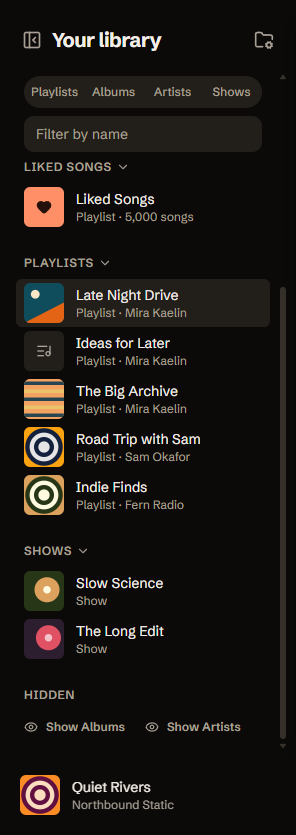 Your library
Playlists Albums Artists Shows
Filter by name
LIKED SONGS
Liked Songs
Playlist · 5,000 songs
PLAYLISTS
Late Night Drive
Playlist · Mira Kaelin
Ideas for Later
Playlist · Mira Kaelin
The Big Archive
Playlist · Mira Kaelin
Road Trip with Sam
Playlist · Sam Okafor
Indie Finds
Playlist · Fern Radio
SHOWS
Slow Science
Show
The Long Edit
Show
HIDDEN
Show Albums Show Artists
Quiet Rivers
Northbound Static